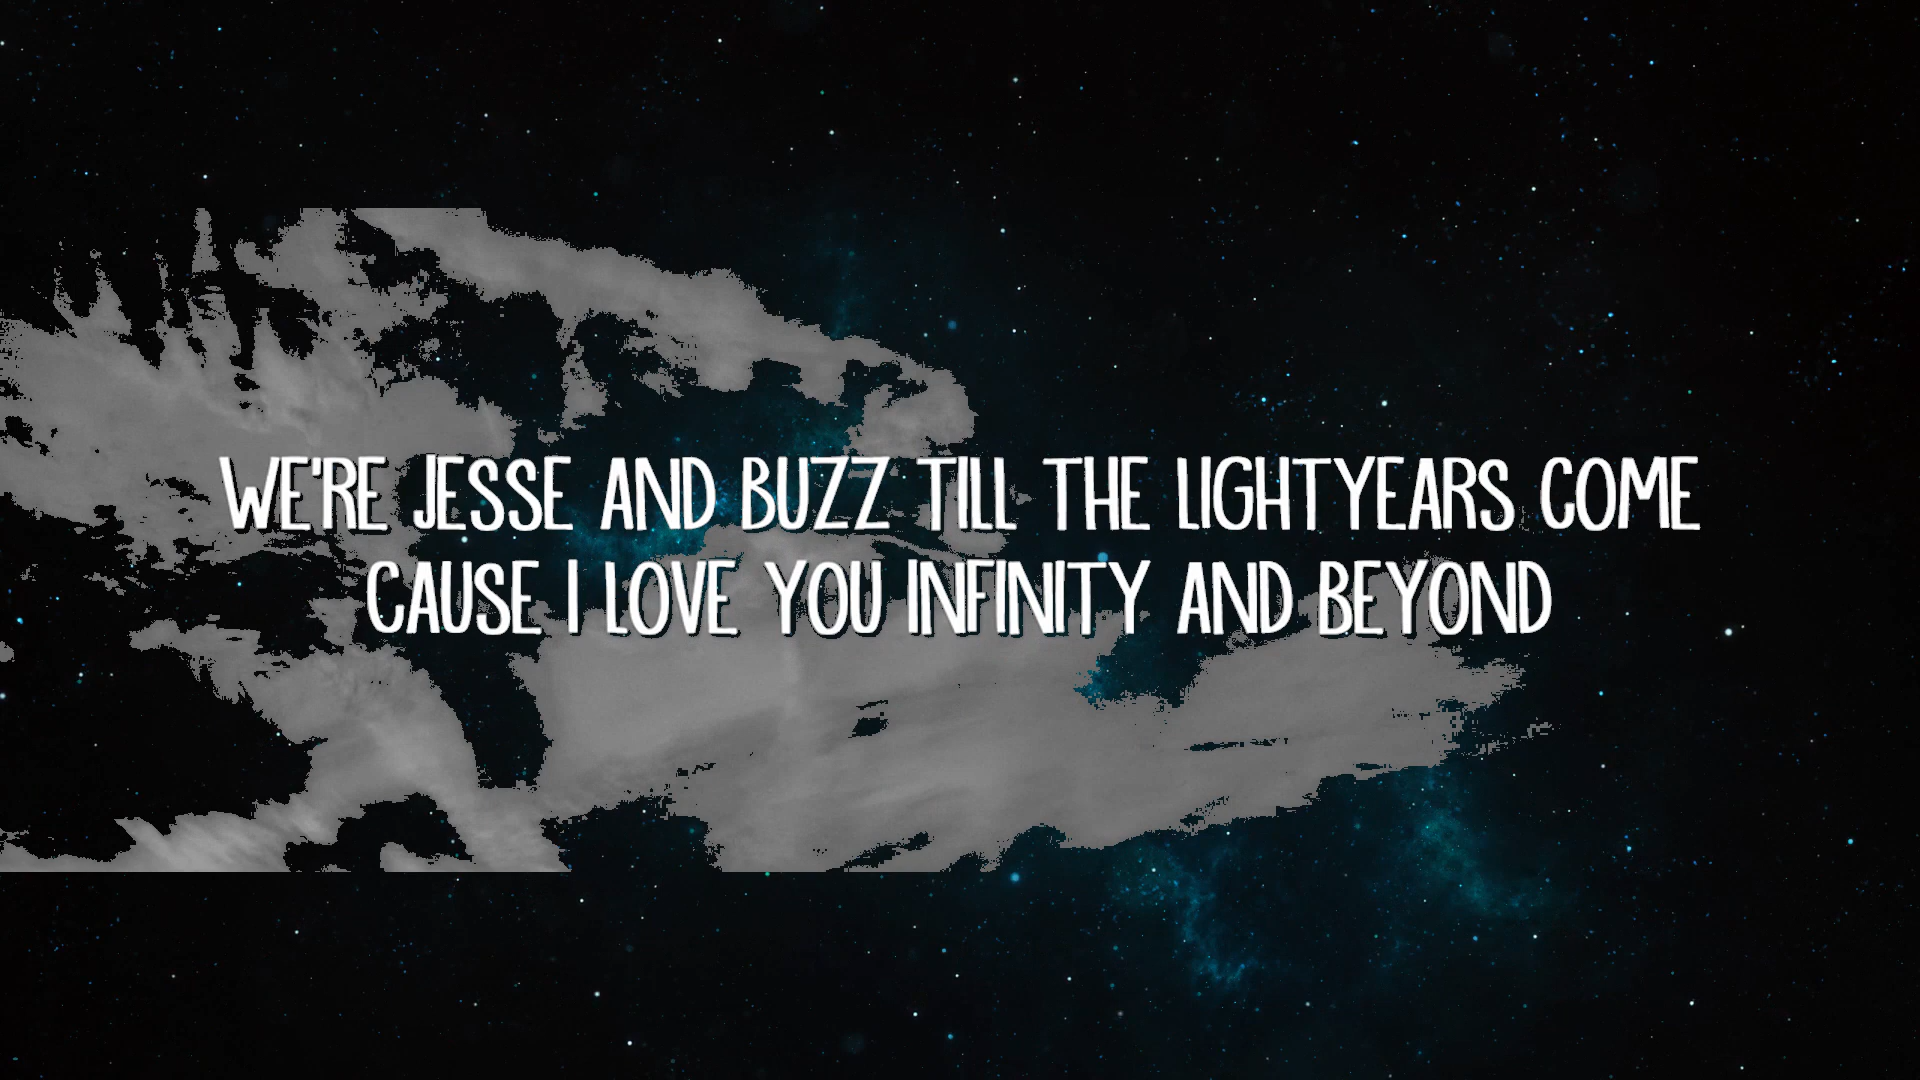 WE'RE JESSE AND BUZZ TILL THE LIGHTYEARS COME
CAUSE I LOVE YOU INFINITY AND BEYOND